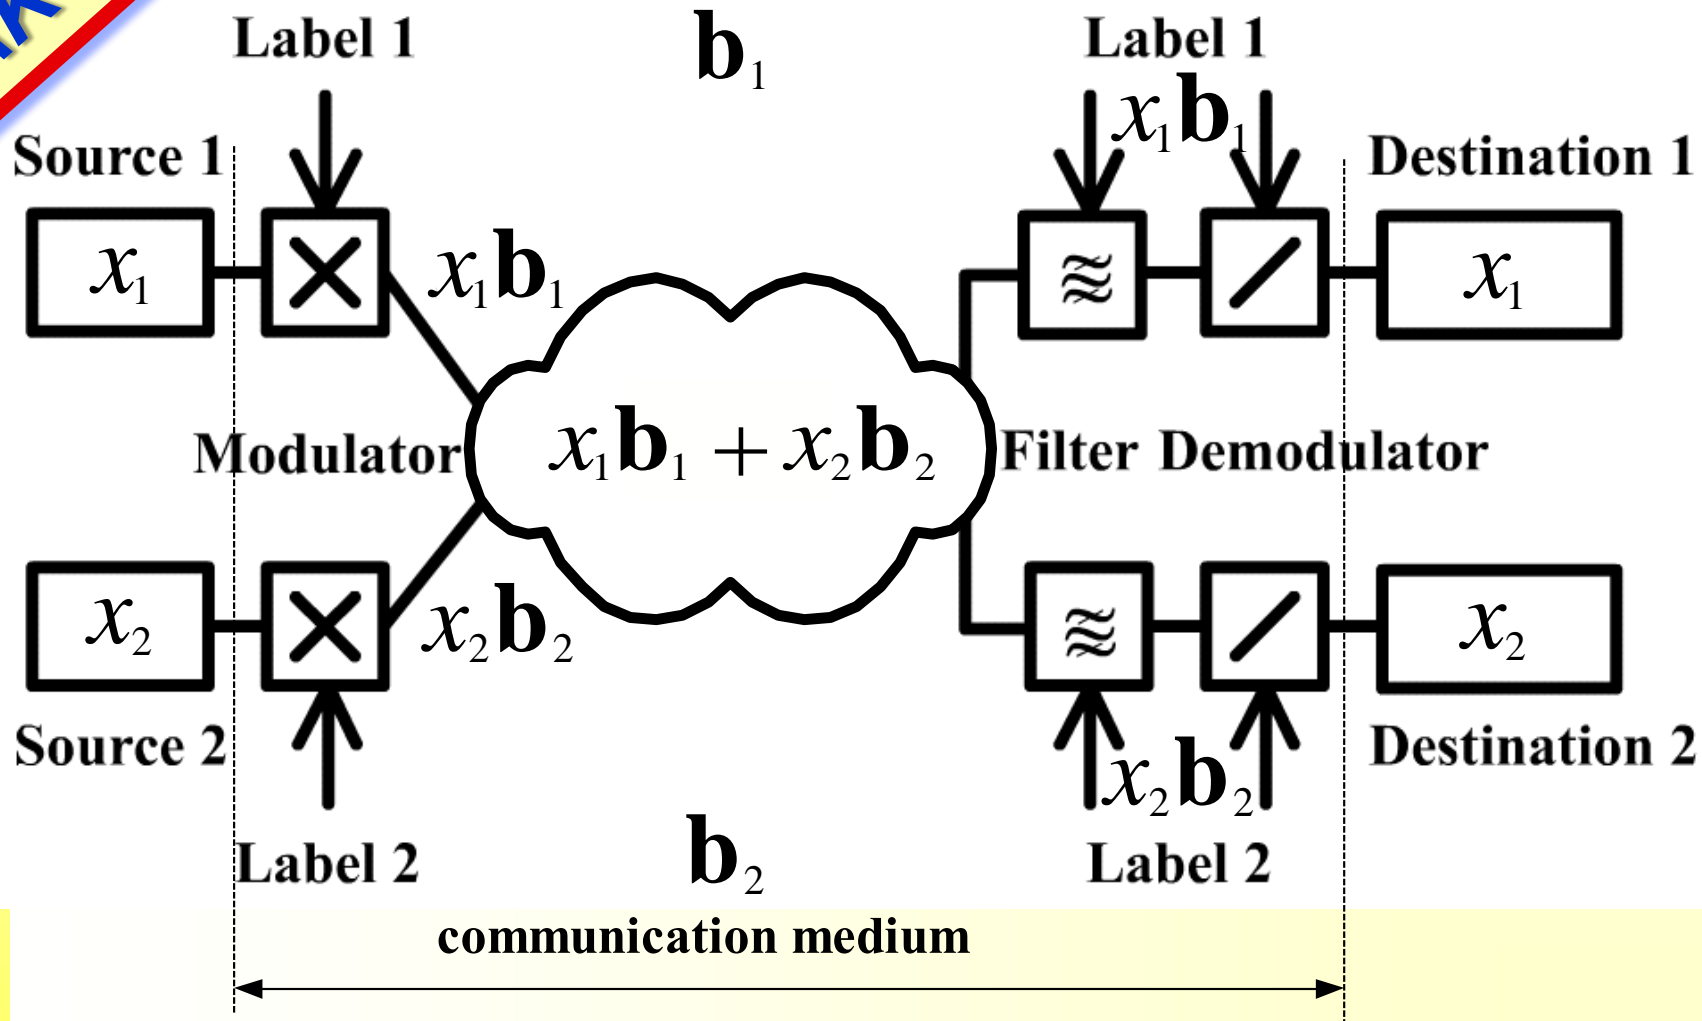 Label 1
b₁
Label 1
x₁b₁
Source 1
Destination 1
x₁
x₁b₁
x₁
Modulator
x₁b₁ + x₂b₂
Filter Demodulator
x₂
x₂b₂
x₂
Source 2
x₂b₂
Destination 2
Label 2
b₂
Label 2
communication medium